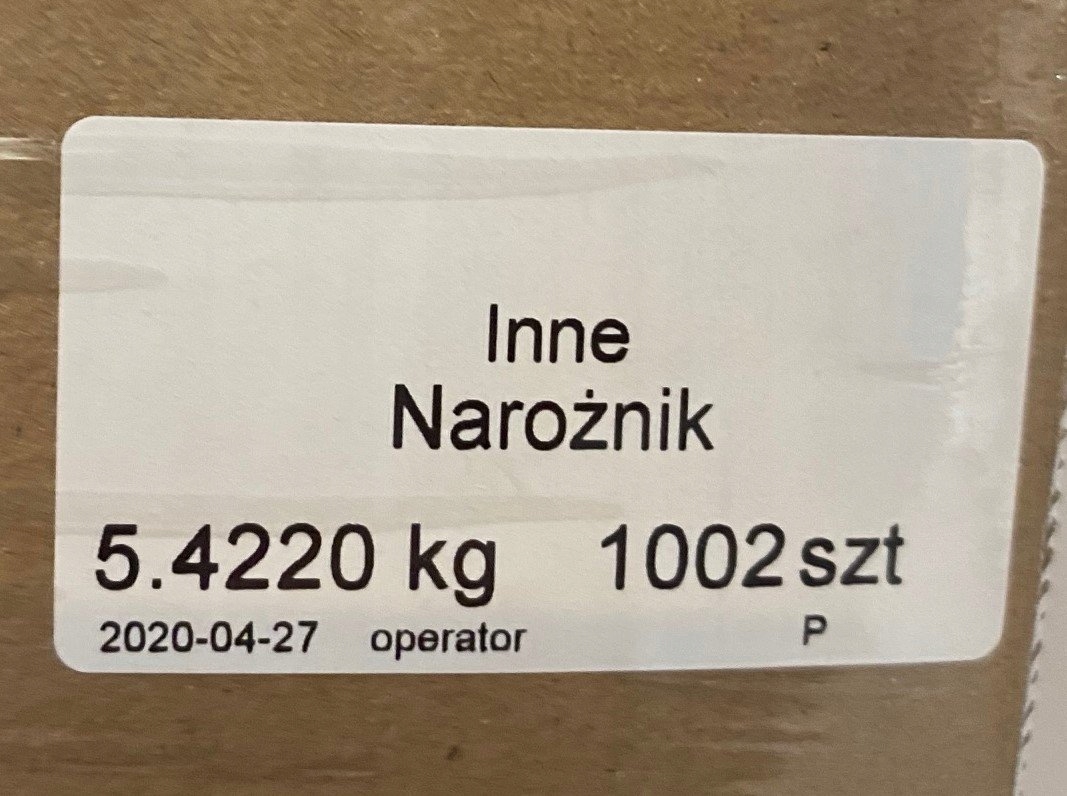 Inne
Narożnik
5.4220 kg 1002 szt
2020-04-27 operator P